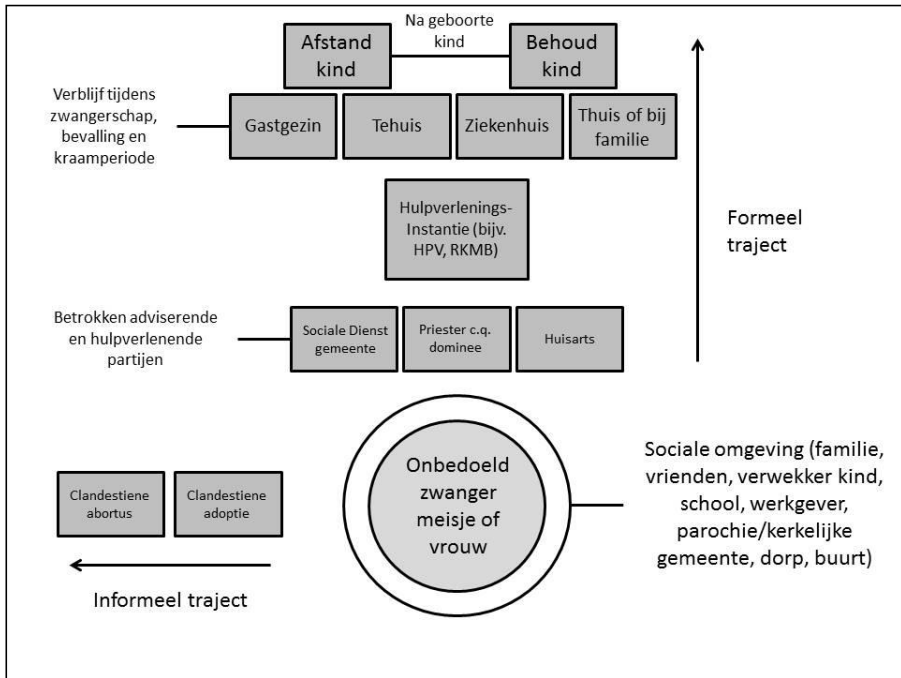 Na geboorte
kind
Afstand
kind
Behoud
kind
Verblijf tijdens
zwangerschap,
bevalling en
kraamperiode
Gastgezin
Tehuis
Ziekenhuis
Thuis of bij
familie
Hulpverlenings-
Instantie (bijv.
HPV, RKMB)
Formeel
traject
Betrokken adviserende
en hulpverlenende
partijen
Sociale Dienst
gemeente
Priester c.q.
dominee
Huisarts
Onbedoeld
zwanger
meisje of
vrouw
Sociale omgeving (familie,
vrienden, verwekker kind,
school, werkgever,
parochie/kerkelijke
gemeente, dorp, buurt)
Clandestiene
abortus
Clandestiene
adoptie
Informeel traject